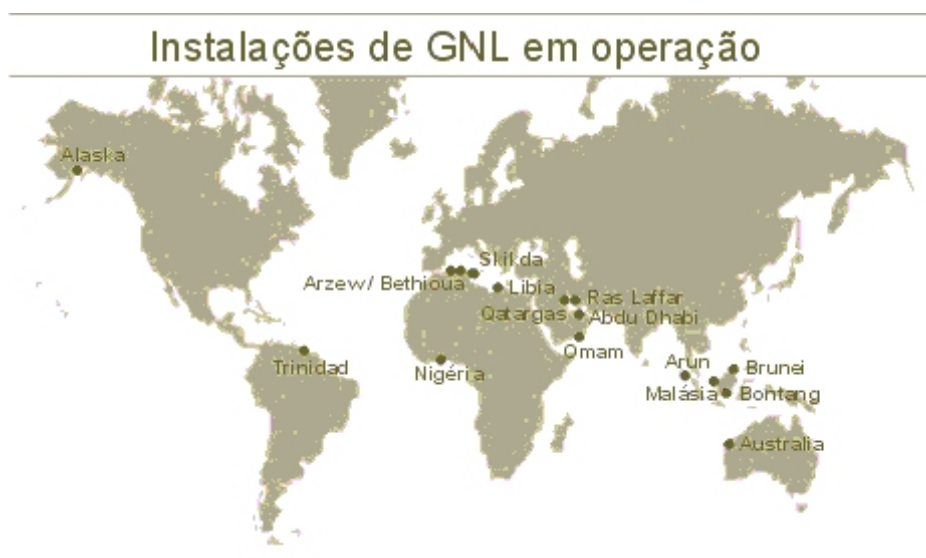 Instalações de GNL em operação
Alaska
Skikda
Arzew/ Bethioua
Libia
Ras Laffar
Qatargas
Abdu Dhabi
Omam
Trinidad
Nigéria
Arun
Brunei
Malásia
Bontang
Australia